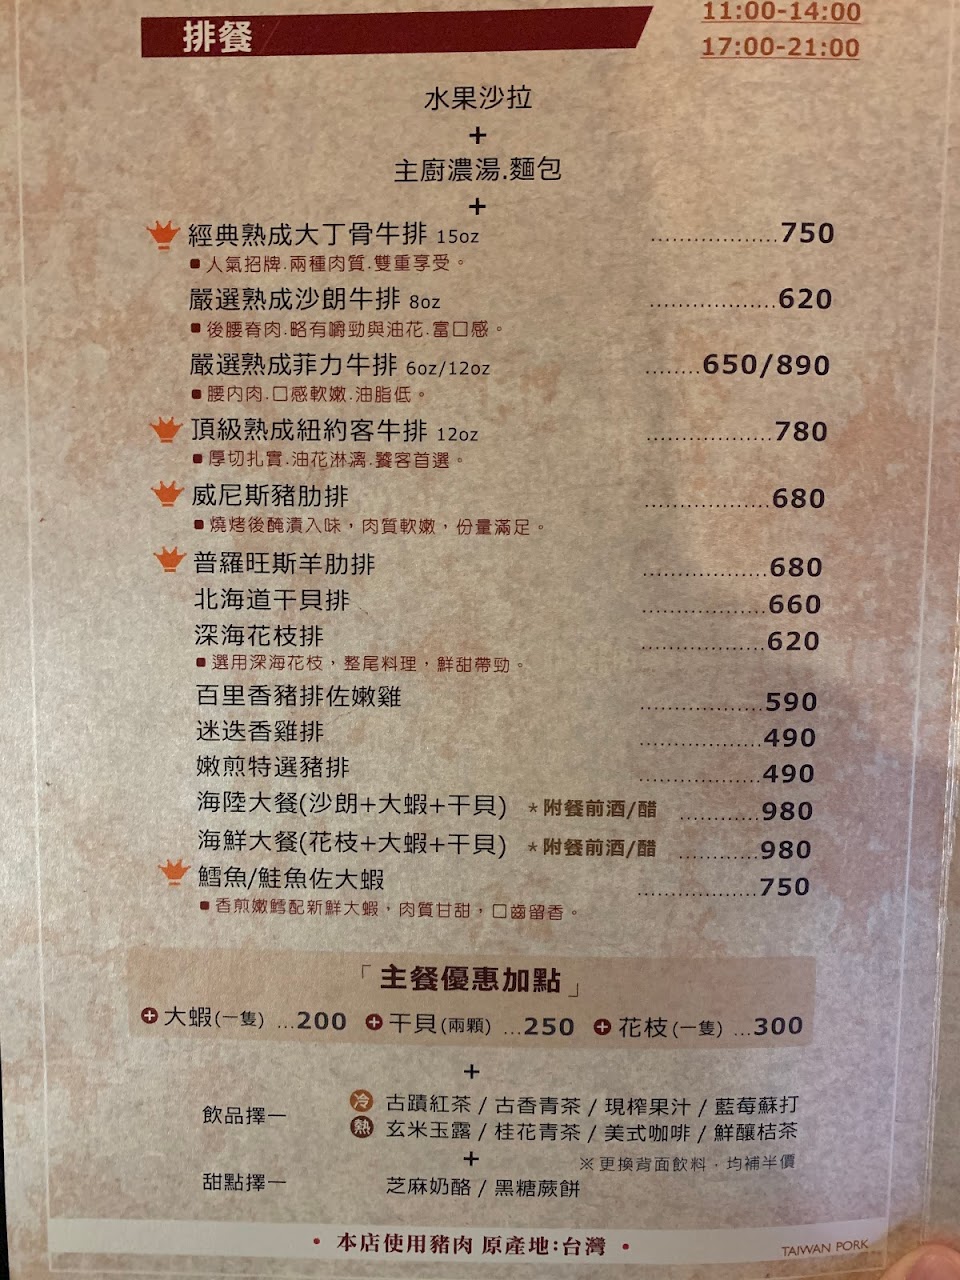 排餐
11:00-14:00
17:00-21:00
水果沙拉
+
主廚濃湯.麵包
+
經典熟成大丁骨牛排 15oz ..................750
■人氣招牌.兩種肉質.雙重享受。
嚴選熟成沙朗牛排 8oz ..................620
■後腰脊肉.略有嚼勁與油花.富口感。
嚴選熟成菲力牛排 6oz/12oz ........650/890
■腰內肉.口感軟嫩.油脂低。
頂級熟成紐約客牛排 12oz ..................780
■厚切扎實.油花淋漓.饕客首選。
威尼斯豬肋排 ..................680
■燒烤後醃漬入味，肉質軟嫩，份量滿足。
普羅旺斯羊肋排 ..................680
北海道干貝排 ..................660
深海花枝排 ..................620
■選用深海花枝，整尾料理，鮮甜帶勁。
百里香豬排佐嫩雞 ..................590
迷迭香雞排 ..................490
嫩煎特選豬排 ..................490
海陸大餐(沙朗+大蝦+干貝) *附餐前酒/醋 ............980
海鮮大餐(花枝+大蝦+干貝) *附餐前酒/醋 ............980
鱈魚/鮭魚佐大蝦 ..................750
■香煎嫩鱈配新鮮大蝦，肉質甘甜，口齒留香。
「主餐優惠加點」
+大蝦(一隻) ...200 +干貝(兩顆) ...250 +花枝(一隻) ...300
+
飲品擇一
冷 古蹟紅茶 / 古香青茶 / 現榨果汁 / 藍莓蘇打
熱 玄米玉露 / 桂花青茶 / 美式咖啡 / 鮮釀桔茶
+
※更換背面飲料，均補半價
甜點擇一 芝麻奶酪 / 黑糖蕨餅
• 本店使用豬肉 原產地:台灣 •
TAIWAN PORK